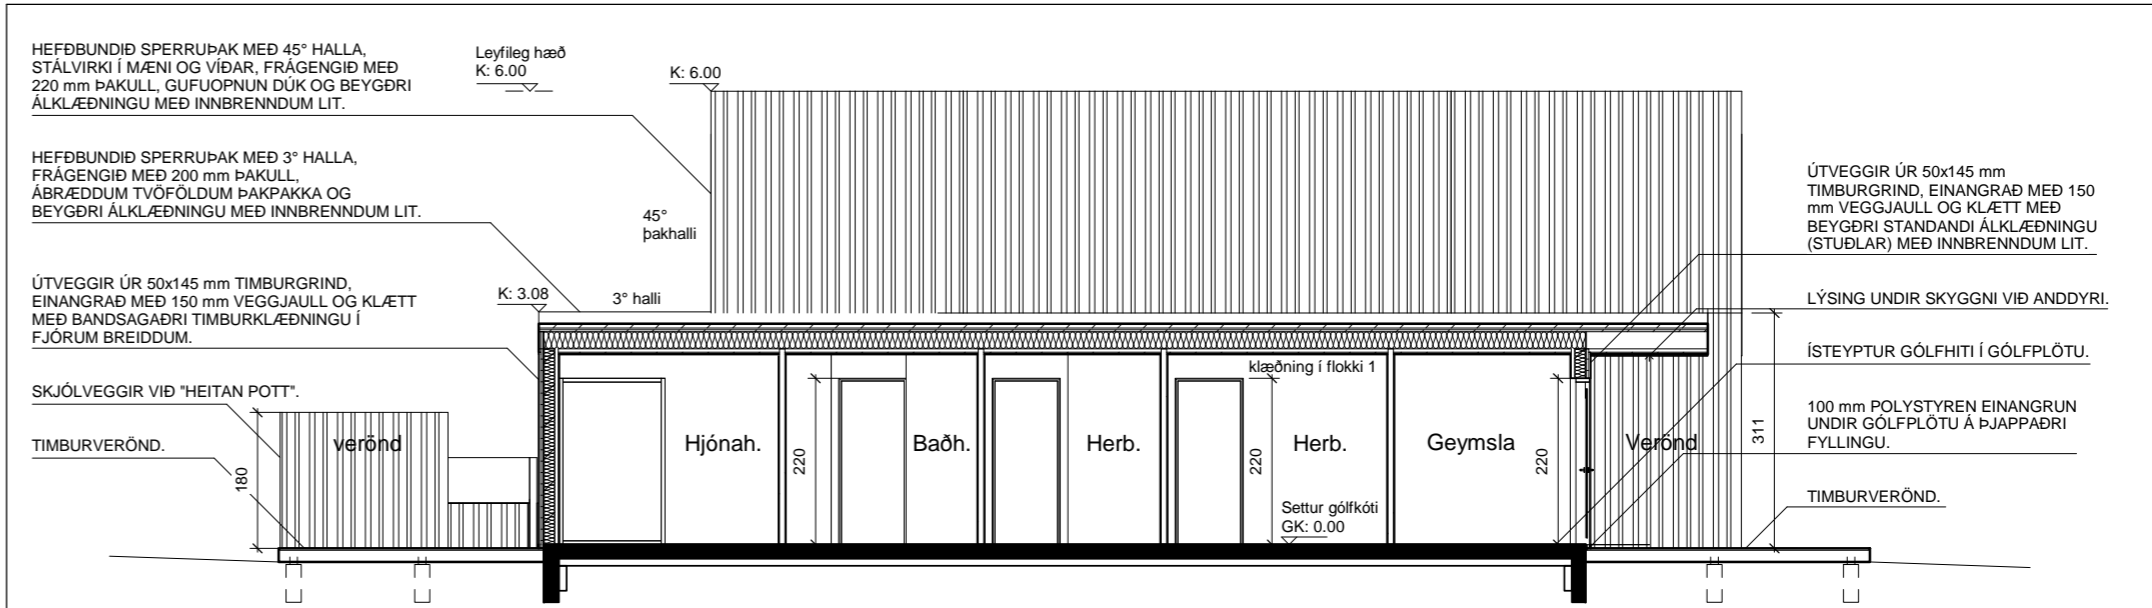 HEFÐBUNDIÐ SPERRUÞAK MEÐ 45° HALLA,
STÁLVIRKI Í MÆNI OG VÍÐAR, FRÁGENGIÐ MEÐ
220 mm ÞAKULL, GUFUOPNUN DÚK OG BEYGÐRI
ÁLKLÆÐNINGU MEÐ INNBRENNDUM LIT.
Leyfileg hæð
K: 6.00
K: 6.00
HEFÐBUNDIÐ SPERRUÞAK MEÐ 3° HALLA,
FRÁGENGIÐ MEÐ 200 mm ÞAKULL,
ÁBRÆDDUM TVÖFÖLDUM ÞAKPAKKA OG
BEYGÐRI ÁLKLÆÐNINGU MEÐ INNBRENNDUM LIT.
45°
þakhalli
ÚTVEGGIR ÚR 50x145 mm TIMBURGRIND,
EINANGRAÐ MEÐ 150 mm VEGGJAULL OG KLÆTT
MEÐ BANDSAGAÐRI TIMBURKLÆÐNINGU Í
FJÓRUM BREIDDUM.
K: 3.08
3° halli
SKJÓLVEGGIR VIÐ "HEITAN POTT".
TIMBURVERÖND.
180
verönd
Hjónah.
220
Baðh.
Herb.
klæðning í flokki 1
220
Herb.
Settur gólfkóti
GK: 0.00
Geymsla
220
Verönd
311
ÚTVEGGIR ÚR 50x145 mm
TIMBURGRIND, EINANGRAÐ MEÐ 150
mm VEGGJAULL OG KLÆTT MEÐ
BEYGÐRI STANDANDI ÁLKLÆÐNINGU
(STUÐLAR) MEÐ INNBRENNDUM LIT.
LÝSING UNDIR SKYGGNI VIÐ ANDDYRI.
ÍSTEYPTUR GÓLFHITI Í GÓLFPLÖTU.
100 mm POLYSTYREN EINANGRUN
UNDIR GÓLFPLÖTU Á ÞJAPPAÐRI
FYLLINGU.
TIMBURVERÖND.